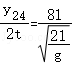 y₂₄/2t = 81/√(21/g)